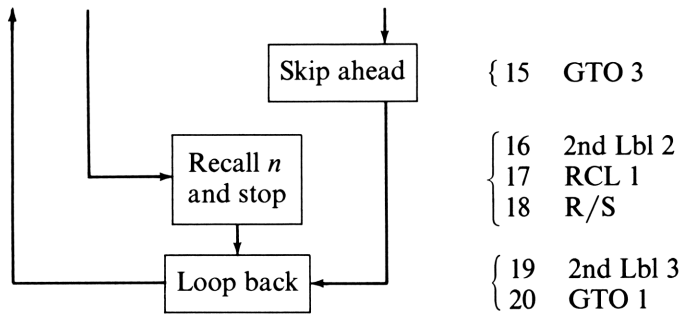 Skip ahead
{ 15 GTO 3
Recall n
and stop
16 2nd Lbl 2
17 RCL 1
18 R/S
Loop back
19 2nd Lbl 3
20 GTO 1